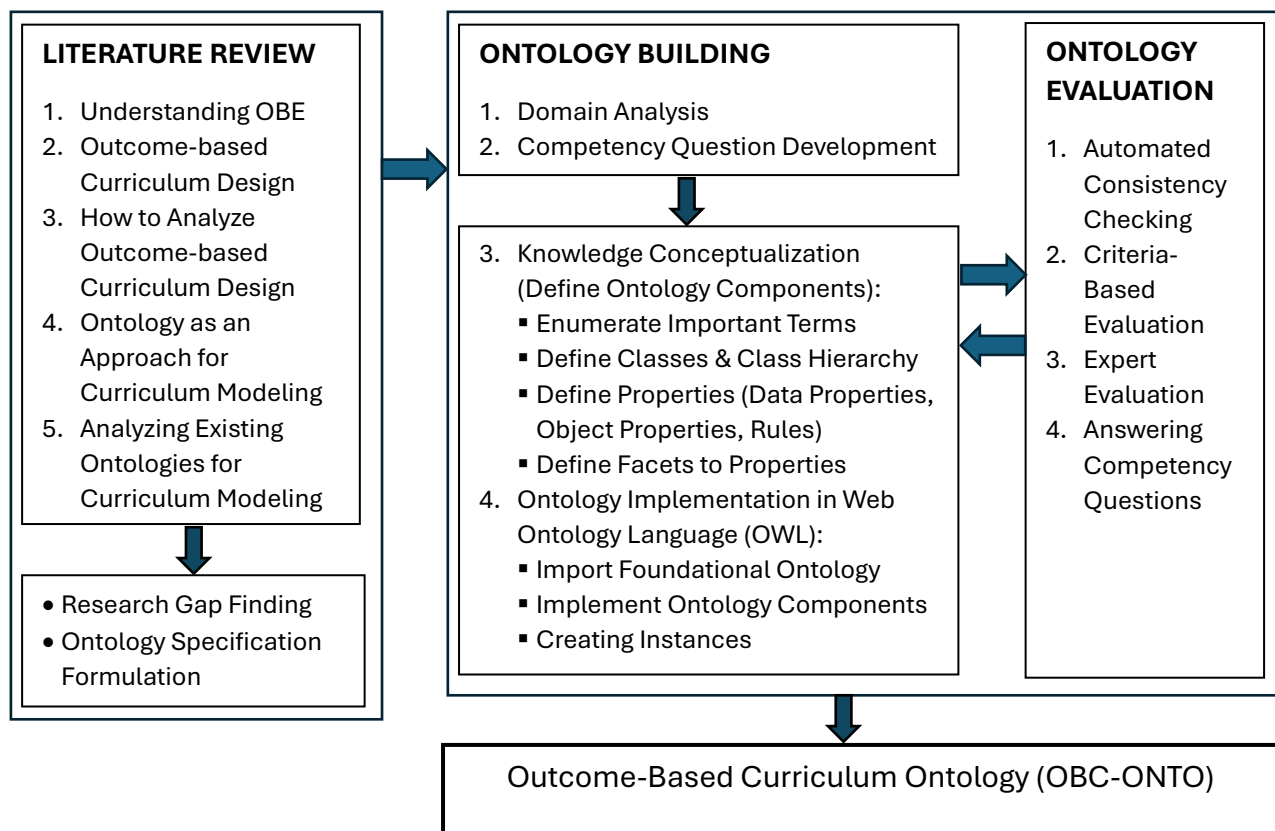 LITERATURE REVIEW
1. Understanding OBE
2. Outcome-based
Curriculum Design
3. How to Analyze
Outcome-based
Curriculum Design
4. Ontology as an
Approach for
Curriculum Modeling
5. Analyzing Existing
Ontologies for
Curriculum Modeling
• Research Gap Finding
• Ontology Specification
Formulation
ONTOLOGY BUILDING
1. Domain Analysis
2. Competency Question Development
3. Knowledge Conceptualization
(Define Ontology Components):
▪ Enumerate Important Terms
▪ Define Classes & Class Hierarchy
▪ Define Properties (Data Properties,
Object Properties, Rules)
▪ Define Facets to Properties
4. Ontology Implementation in Web
Ontology Language (OWL):
▪ Import Foundational Ontology
▪ Implement Ontology Components
▪ Creating Instances
ONTOLOGY
EVALUATION
1. Automated
Consistency
Checking
2. Criteria-
Based
Evaluation
3. Expert
Evaluation
4. Answering
Competency
Questions
Outcome-Based Curriculum Ontology (OBC-ONTO)